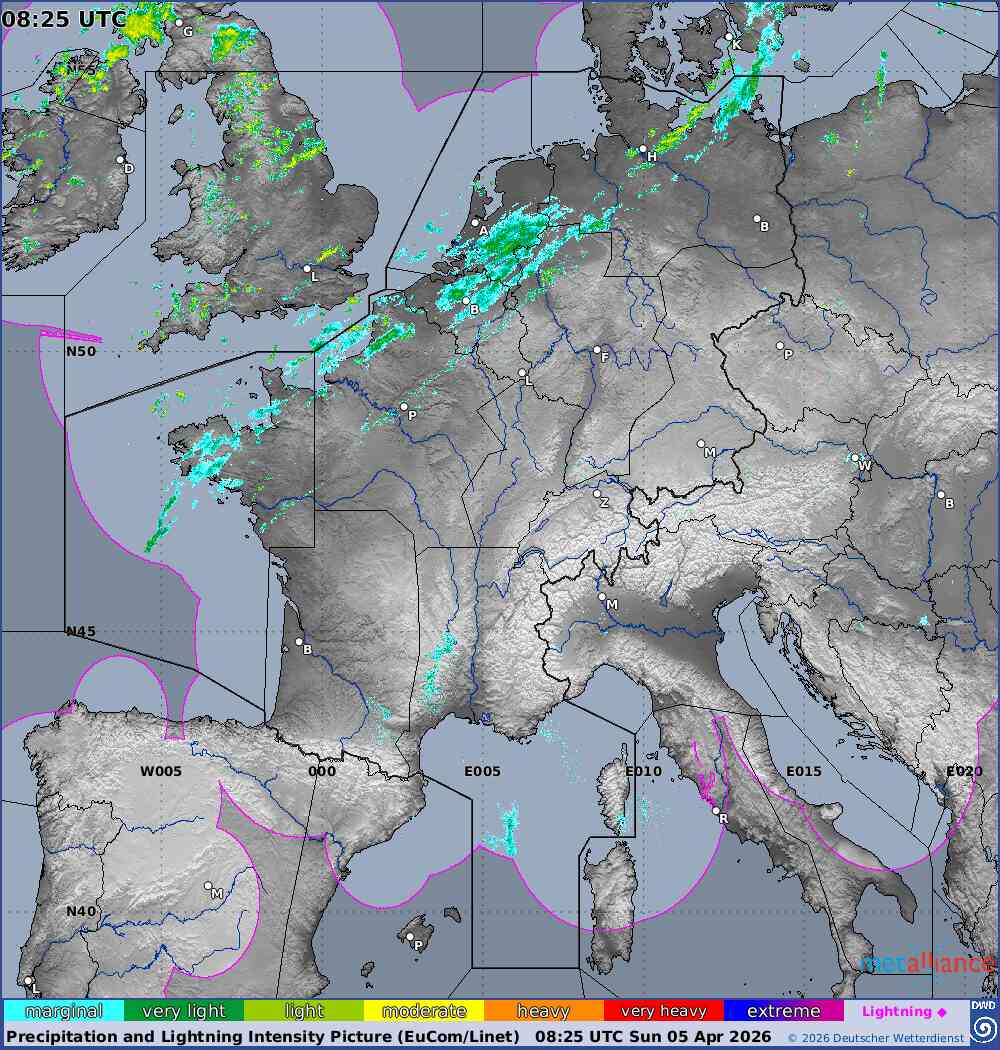 08:25 UTC
G
K
N55
H
D
A
B
L
B
N50
F
P
L
P
M
W
Z
B
M
N45
B
W005
000
E005
E010
E015
E020
R
M
N40
P
L
metalliance
marginal very light light moderate heavy very heavy extreme Lightning ◆
DWD
Precipitation and Lightning Intensity Picture (EuCom/Linet) 08:25 UTC Sun 05 Apr 2026 © 2026 Deutscher Wetterdienst